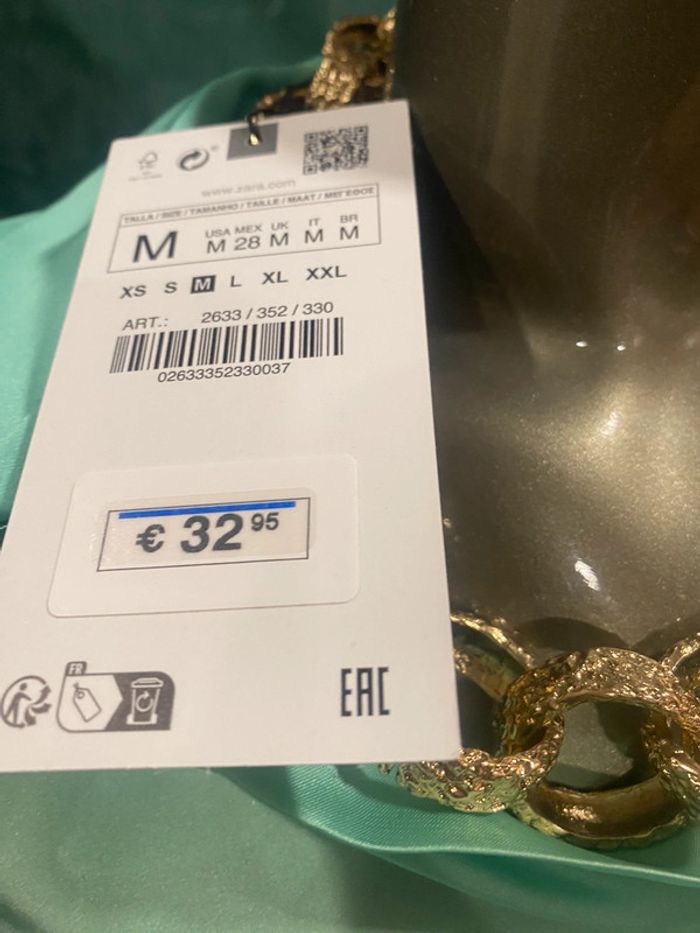 www.zara.com
TALLA / SIZE / TAMANHO / TAILLE / MAAT / ΜΕΓΕΘΟΣ
M
USA MEX UK IT BR
M 28 M M M
XS S M L XL XXL
ART.: 2633 / 352 / 330
02633352330037
€ 32 95
FR
EAC